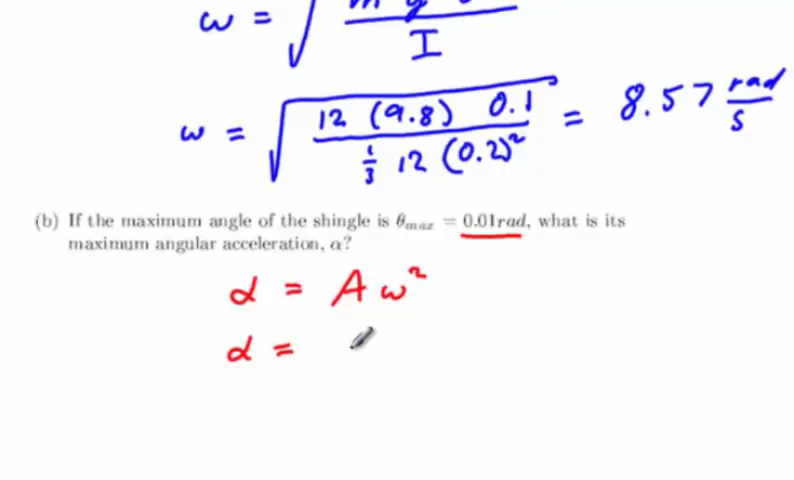 ω = √ m g / I
ω = √ 12 (9.8) 0.1 / ⅓ 12 (0.2)² = 8.57 rad/s
(b) If the maximum angle of the shingle is θmax = 0.01rad, what is its
maximum angular acceleration, α?
α = A ω²
α =